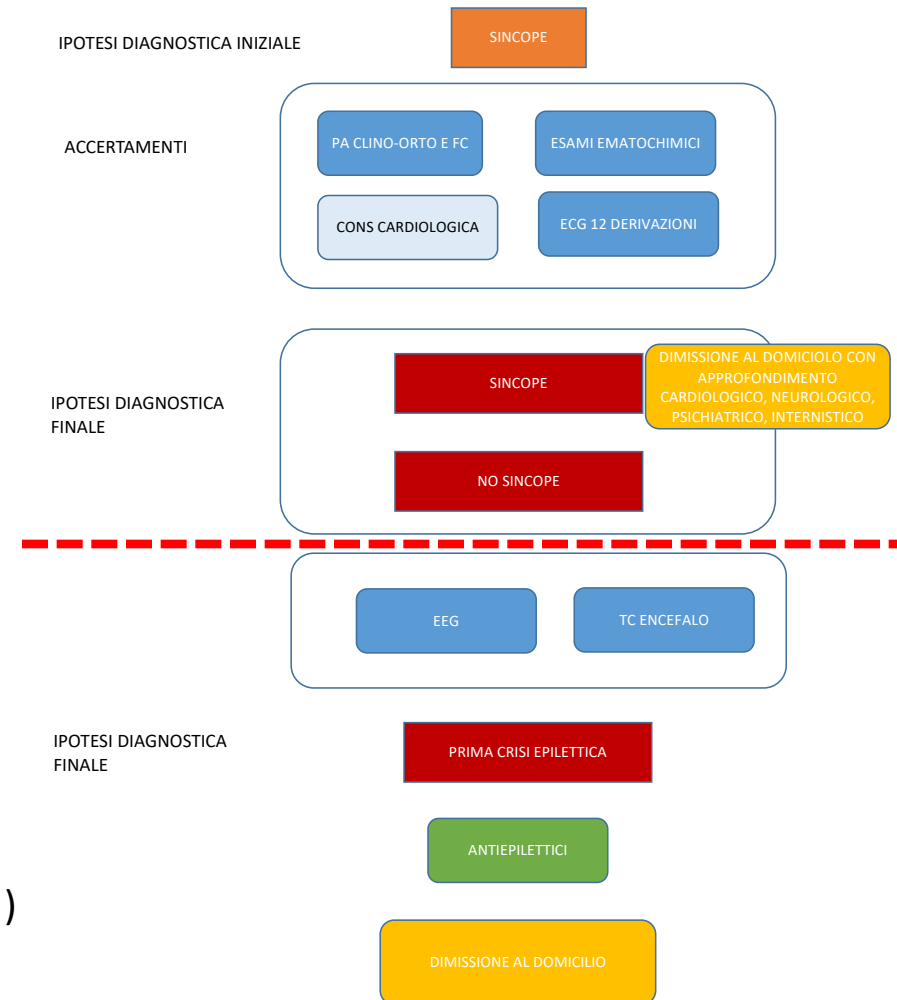 IPOTESI DIAGNOSTICA INIZIALE
SINCOPE
ACCERTAMENTI
PA CLINO-ORTO E FC
ESAMI EMATOCHIMICI
CONS CARDIOLOGICA
ECG 12 DERIVAZIONI
IPOTESI DIAGNOSTICA
FINALE
SINCOPE
DIMISSIONE AL DOMICIOLO CON
APPROFONDIMENTO
CARDIOLOGICO, NEUROLOGICO,
PSICHIATRICO, INTERNISTICO
NO SINCOPE
EEG
TC ENCEFALO
IPOTESI DIAGNOSTICA
FINALE
PRIMA CRISI EPILETTICA
ANTIEPILETTICI
)
DIMISSIONE AL DOMICILIO